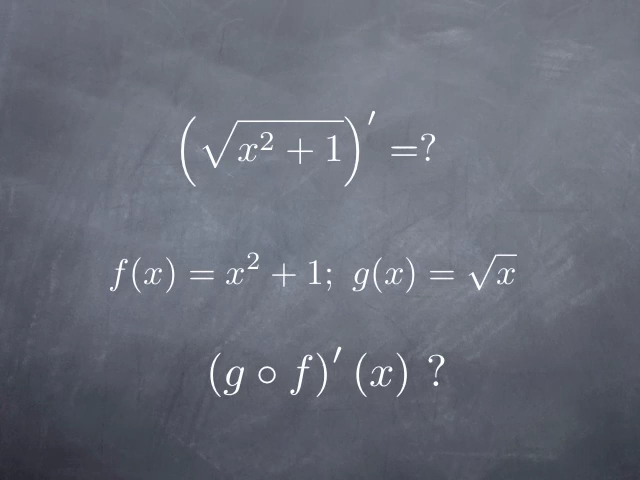 (√(x² + 1))′ =?
f(x) = x² + 1; g(x) = √x
(g ∘ f)′ (x) ?